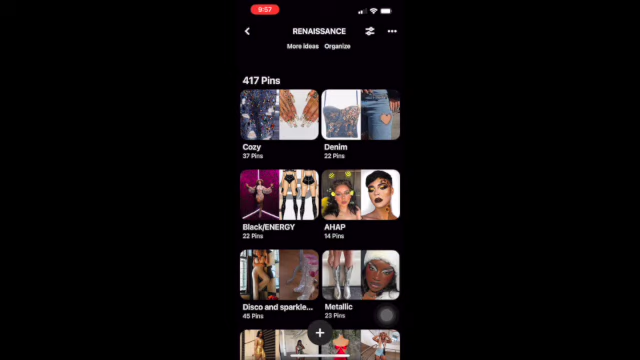 9:57
RENAISSANCE
More ideas Organize
417 Pins
Cozy
37 Pins
Denim
22 Pins
Black/ENERGY
22 Pins
AHAP
14 Pins
Disco and sparkle...
45 Pins
Metallic
23 Pins